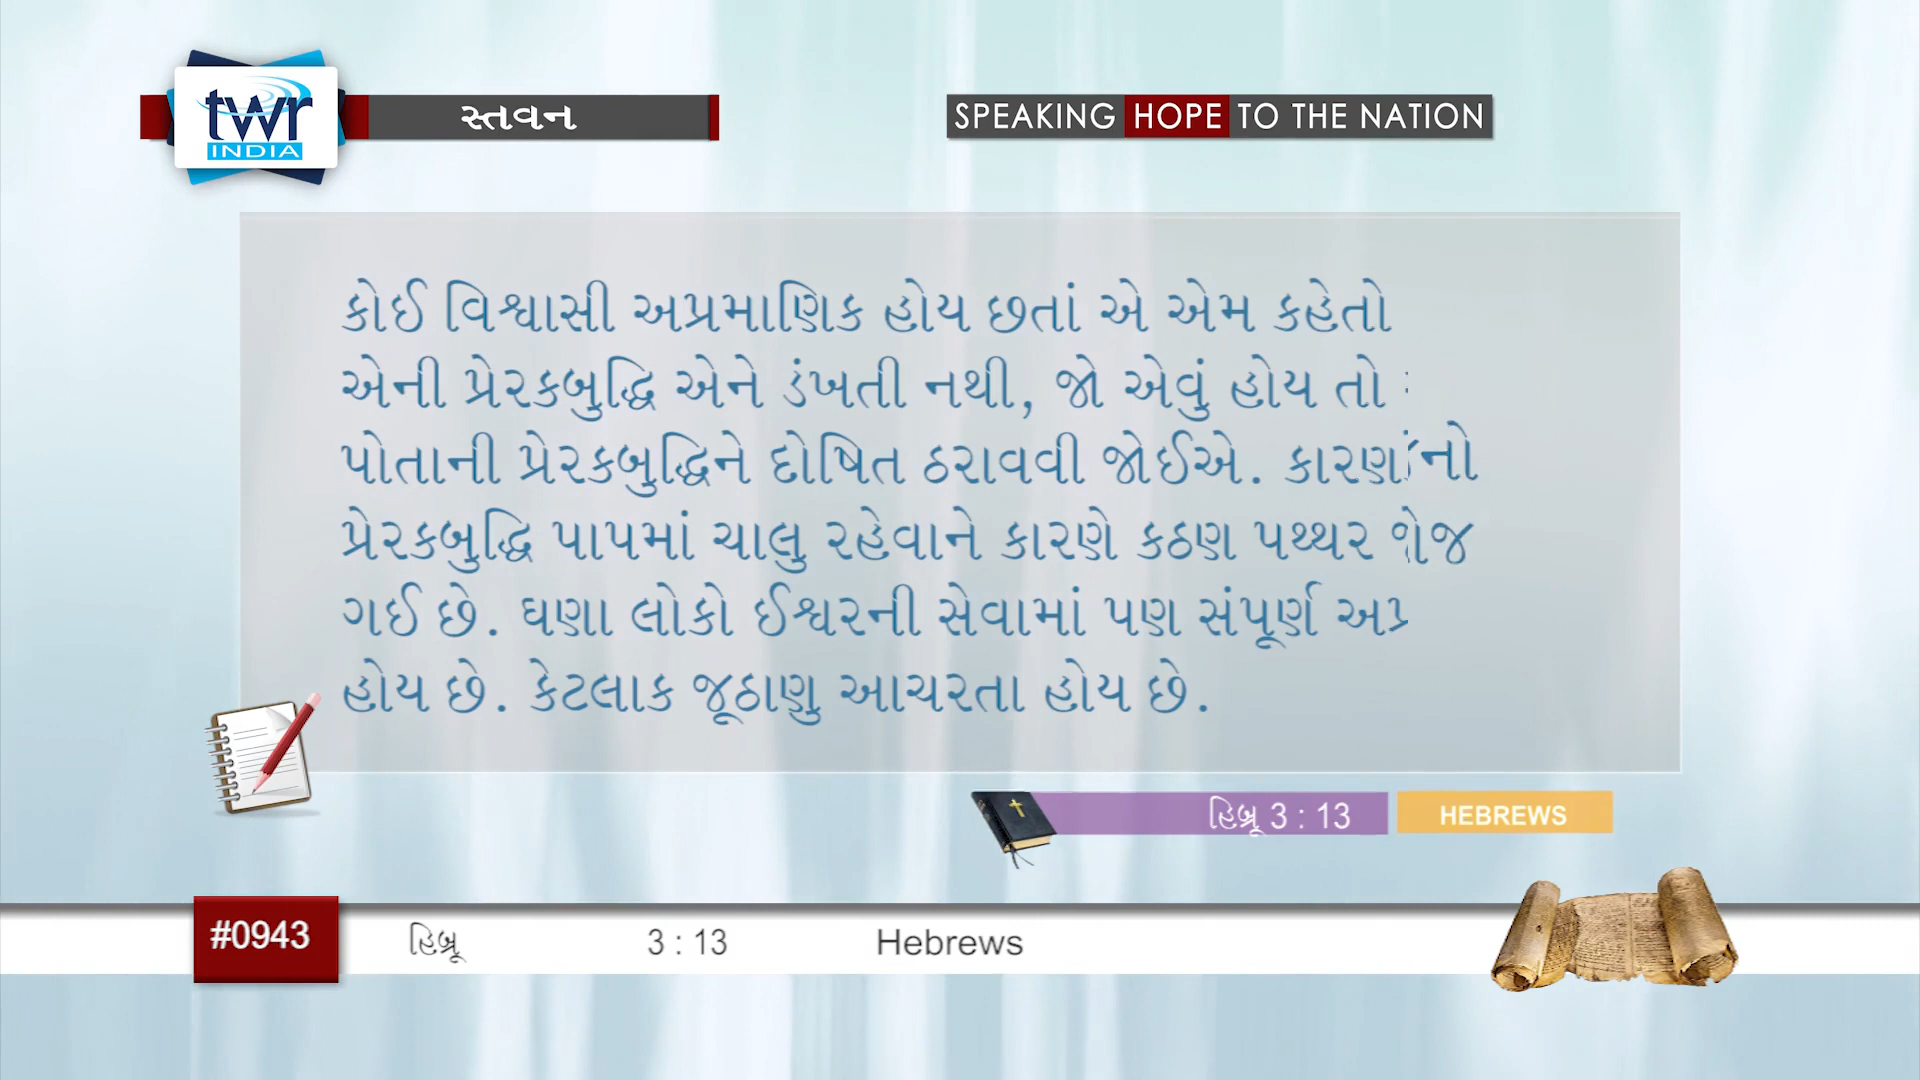 twr
INDIA
સ્તવન
SPEAKING HOPE TO THE NATION
કોઈ વિશ્વાસી અપ્રમાણિક હોય છતાં એ એમ કહેતો
એની પ્રેરકબુદ્ધિ એને ડંખતી નથી, જો એવું હોય તો
પોતાની પ્રેરકબુદ્ધિને દોષિત ઠરાવવી જોઈએ. કારણ
પ્રેરકબુદ્ધિ પાપમાં ચાલુ રહેવાને કારણે કઠણ પથ્થર
ગઈ છે. ઘણા લોકો ઈશ્વરની સેવામાં પણ સંપૂર્ણ
હોય છે. કેટલાક જૂઠાણુ આચરતા હોય છે.
હિબ્રૂ 3 : 13
HEBREWS
#0943
હિબ્રૂ 3 : 13 Hebrews